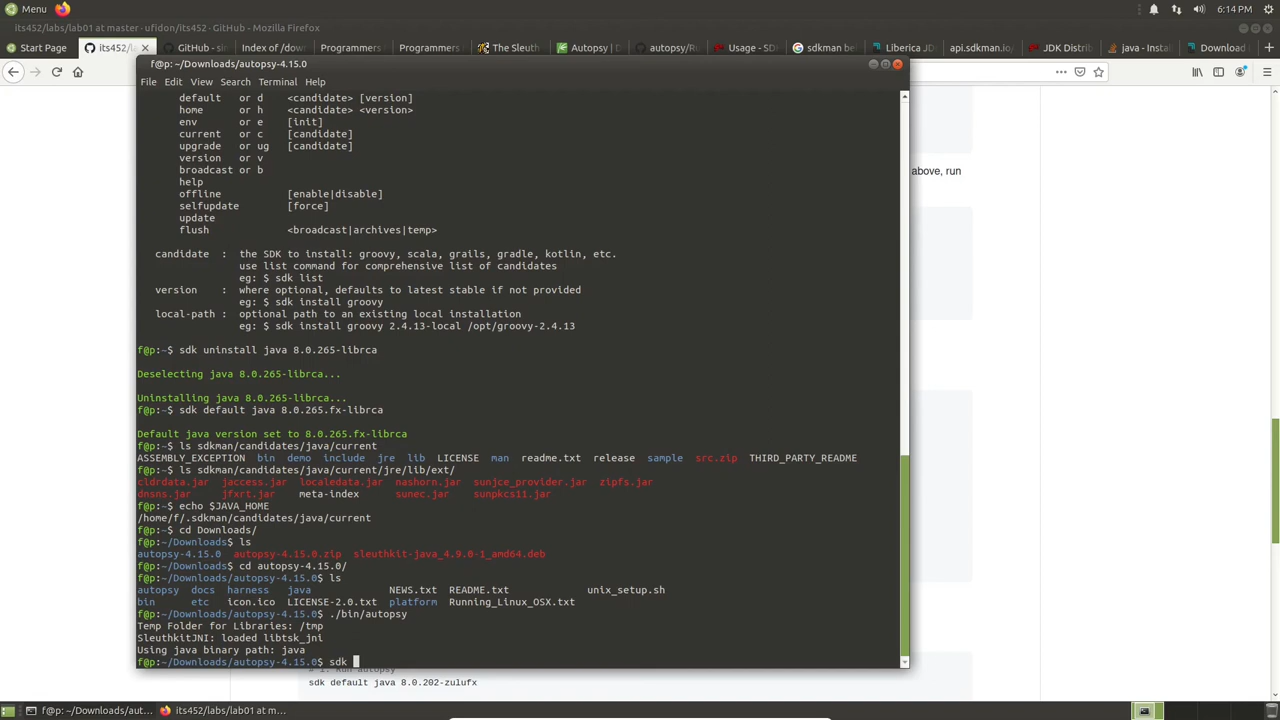 Menu
6:14 PM
its452/labs/lab01 at master · ufidon/its452 · GitHub - Mozilla Firefox
Start Page
its452/l
GitHub - si
Index of /dow
Programmers
Programmers
The Sleuth
Autopsy | D
autopsy/Ru
Usage - SD
sdkman be
Liberica JD
api.sdkman.io/
JDK Distrib
java - Insta
Download
f@p: ~/Downloads/autopsy-4.15.0
File Edit View Search Terminal Help
default or d <candidate> [version]
home or h <candidate> <version>
env or e [init]
current or c [candidate]
upgrade or ug [candidate]
version or v
broadcast or b
help
offline [enable|disable]
selfupdate [force]
update
flush <broadcast|archives|temp>
candidate : the SDK to install: groovy, scala, grails, gradle, kotlin, etc.
use list command for comprehensive list of candidates
eg: $ sdk list
version : where optional, defaults to latest stable if not provided
eg: $ sdk install groovy
local-path : optional path to an existing local installation
eg: $ sdk install groovy 2.4.13-local /opt/groovy-2.4.13
f@p:~$ sdk uninstall java 8.0.265-librca
Deselecting java 8.0.265-librca...
Uninstalling java 8.0.265-librca...
f@p:~$ sdk default java 8.0.265.fx-librca
Default java version set to 8.0.265.fx-librca
f@p:~$ ls sdkman/candidates/java/current
ASSEMBLY_EXCEPTION bin demo include jre lib LICENSE man readme.txt release sample src.zip THIRD_PARTY_README
f@p:~$ ls sdkman/candidates/java/current/jre/lib/ext/
cldrdata.jar jaccess.jar localedata.jar nashorn.jar sunjce_provider.jar zipfs.jar
dnsns.jar jfxrt.jar meta-index sunec.jar sunpkcs11.jar
f@p:~$ echo $JAVA_HOME
/home/f/.sdkman/candidates/java/current
f@p:~$ cd Downloads/
f@p:~/Downloads$ ls
autopsy-4.15.0 autopsy-4.15.0.zip sleuthkit-java_4.9.0-1_amd64.deb
f@p:~/Downloads$ cd autopsy-4.15.0/
f@p:~/Downloads/autopsy-4.15.0$ ls
autopsy docs harness java NEWS.txt README.txt unix_setup.sh
bin etc icon.ico LICENSE-2.0.txt platform Running_Linux_OSX.txt
f@p:~/Downloads/autopsy-4.15.0$ ./bin/autopsy
Temp Folder for Libraries: /tmp
SleuthkitJNI: loaded libtsk_jni
Using java binary path: java
f@p:~/Downloads/autopsy-4.15.0$ sdk
above, run
# 1. Run autopsy
sdk default java 8.0.202-zulufx
f@p: ~/Downloads/aut...
its452/labs/lab01 at m...